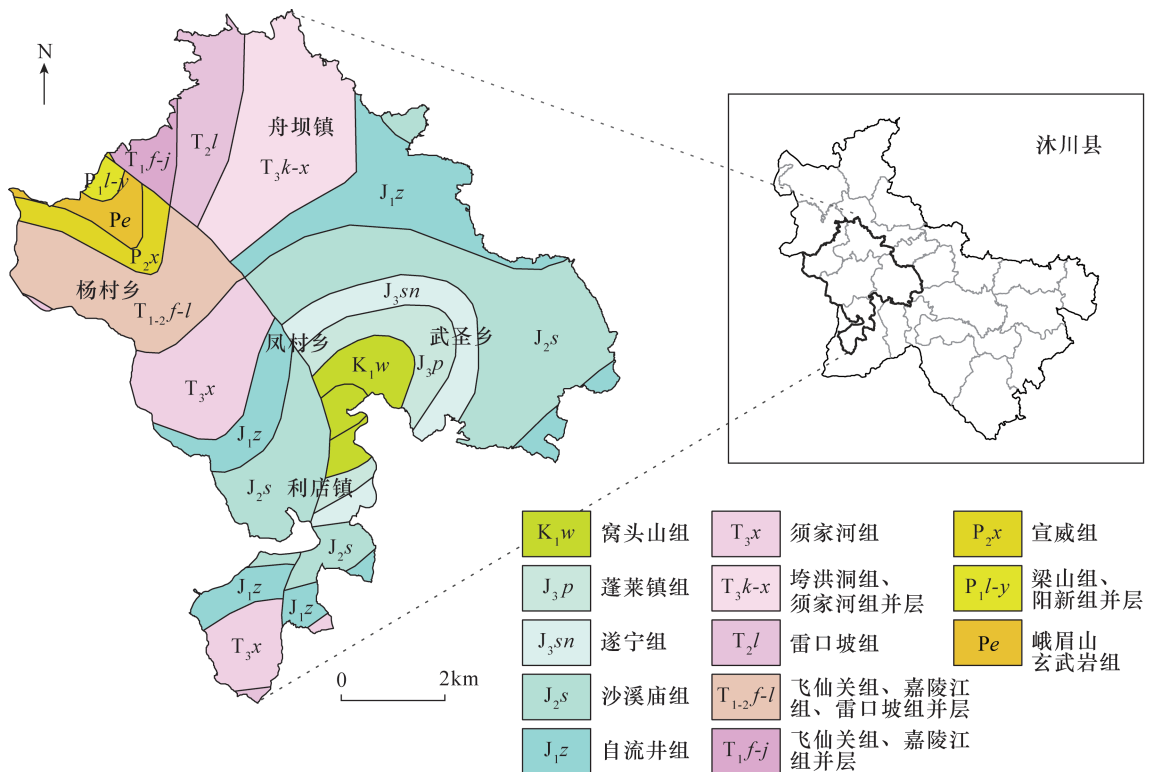 N
舟坝镇
沐川县
T₁f-j
T₂l
T₃k-x
P₁l-y
J₁z
Pe
P₂x
杨村乡
T₁₋₂f-l
J₃sn
凤村乡
武圣乡
J₂s
K₁w
J₃p
T₃x
J₁z
J₂s
利店镇
J₂s
J₁z
J₁z
T₃x
0
2km
K₁w
窝头山组
J₃p
蓬莱镇组
J₃sn
遂宁组
J₂s
沙溪庙组
J₁z
自流井组
T₃x
须家河组
T₃k-x
垮洪洞组、
须家河组并层
T₂l
雷口坡组
T₁₋₂f-l
飞仙关组、嘉陵江
组、雷口坡组并层
T₁f-j
飞仙关组、嘉陵江
组并层
P₂x
宣威组
P₁l-y
梁山组、
阳新组并层
Pe
峨眉山
玄武岩组